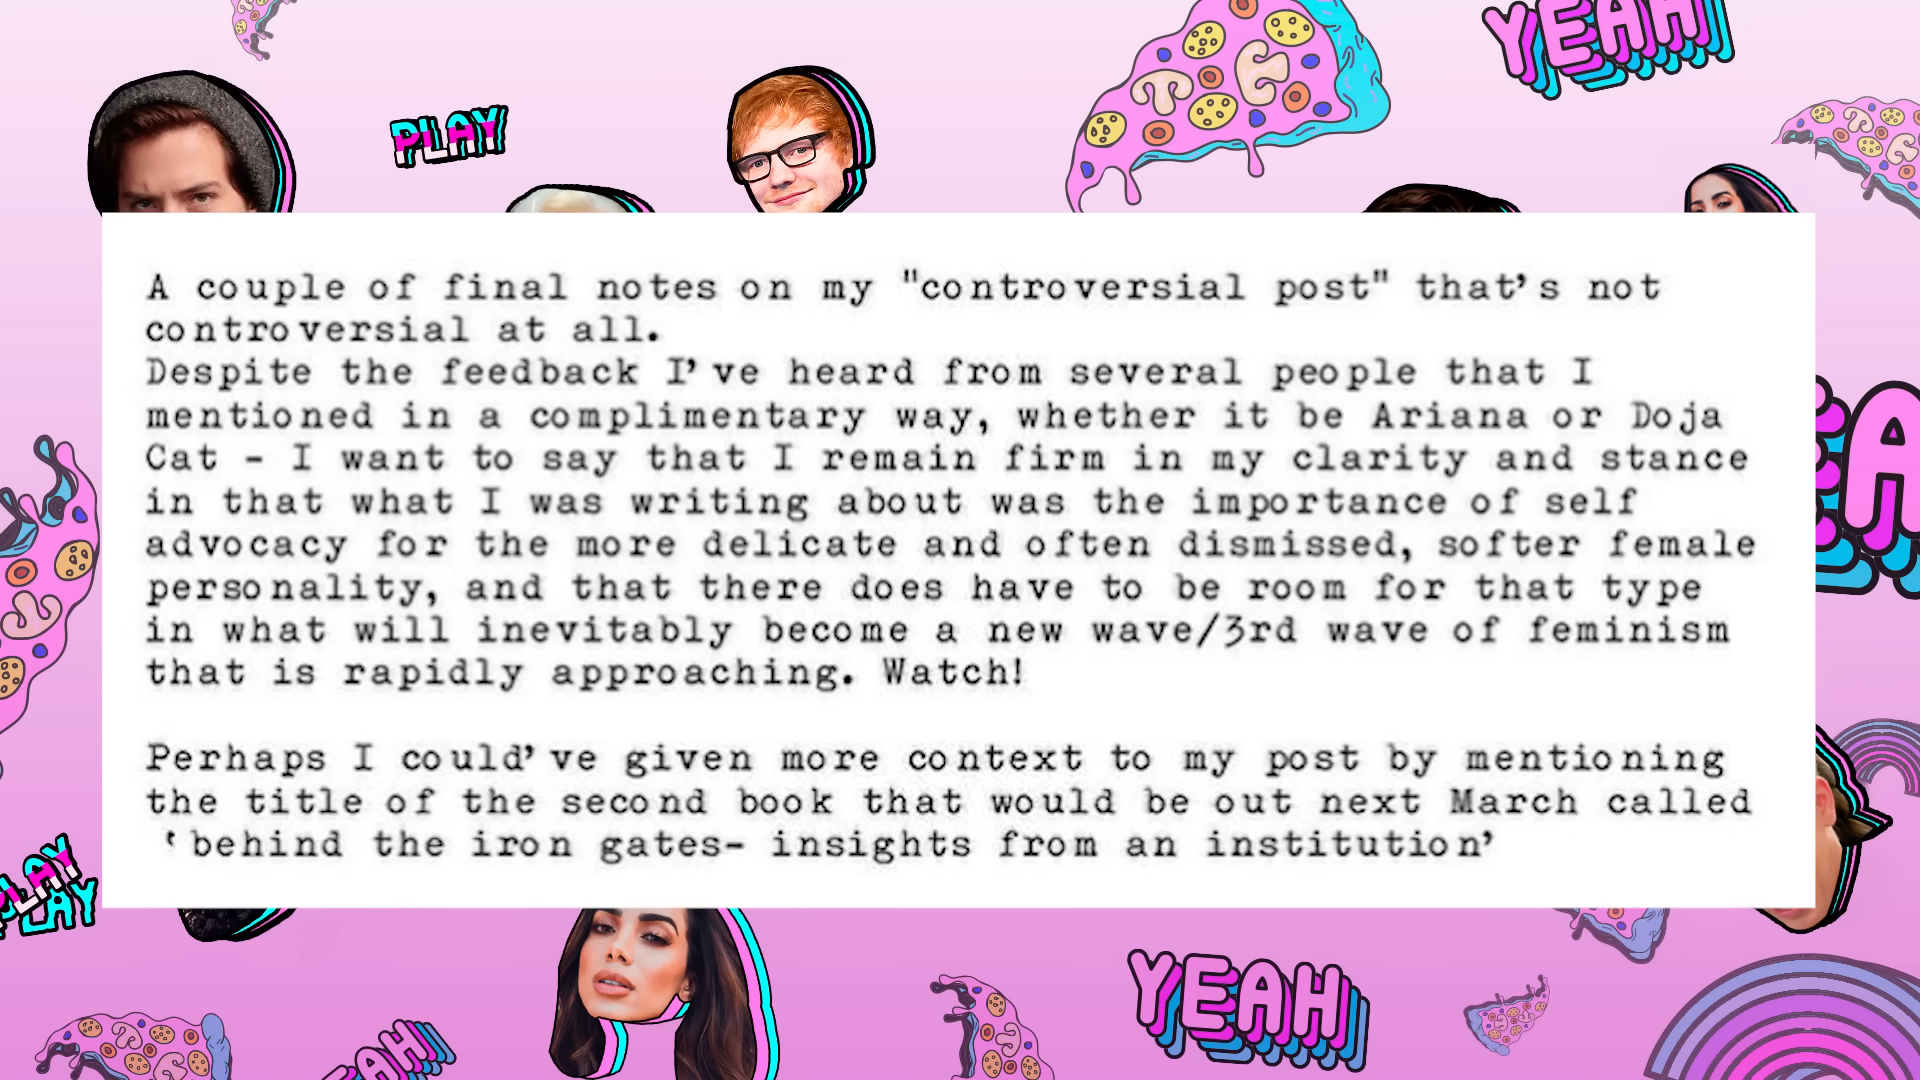 YEAH
PLAY
A couple of final notes on my "controversial post" that's not
controversial at all.
Despite the feedback I've heard from several people that I
mentioned in a complimentary way, whether it be Ariana or Doja
Cat - I want to say that I remain firm in my clarity and stance
in that what I was writing about was the importance of self
advocacy for the more delicate and often dismissed, softer female
personality, and that there does have to be room for that type
in what will inevitably become a new wave/3rd wave of feminism
that is rapidly approaching. Watch!
Perhaps I could've given more context to my post by mentioning
the title of the second book that would be out next March called
‘behind the iron gates- insights from an institution’
EA
PLAY
LAY
YEAH
EAH